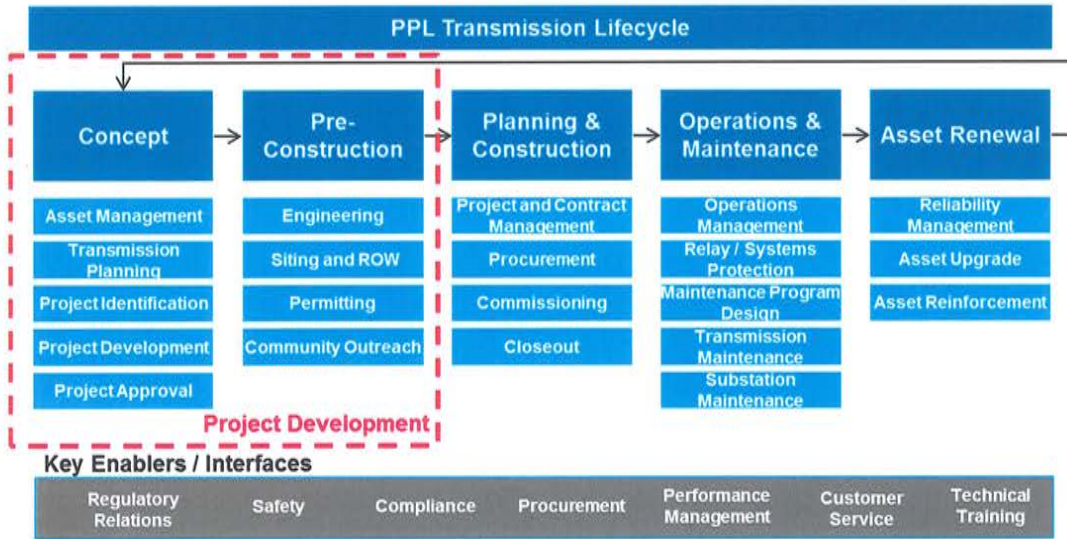 PPL Transmission Lifecycle
Concept
Asset Management
Transmission
Planning
Project Identification
Project Development
Project Approval
Pre-
Construction
Engineering
Siting and ROW
Permitting
Community Outreach
Project Development
Planning &
Construction
Project and Contract
Management
Procurement
Commissioning
Closeout
Operations &
Maintenance
Operations
Management
Relay / Systems
Protection
Maintenance Program
Design
Transmission
Maintenance
Substation
Maintenance
Asset Renewal
Reliability
Management
Asset Upgrade
Asset Reinforcement
Key Enablers / Interfaces
Regulatory
Relations
Safety
Compliance
Procurement
Performance
Management
Customer
Service
Technical
Training